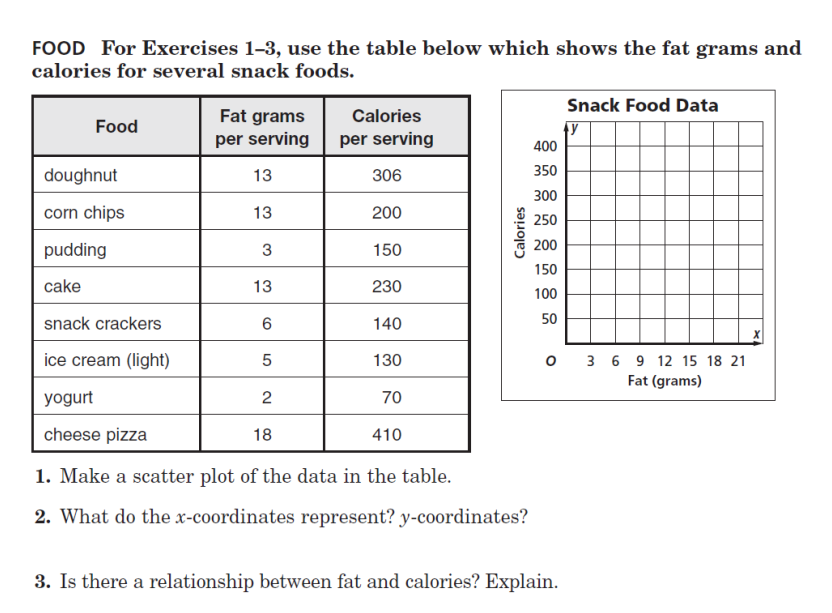 FOOD For Exercises 1–3, use the table below which shows the fat grams and
calories for several snack foods.
Food Fat grams per serving Calories per serving
doughnut 13 306
corn chips 13 200
pudding 3 150
cake 13 230
snack crackers 6 140
ice cream (light) 5 130
yogurt 2 70
cheese pizza 18 410
Snack Food Data
y
400
350
300
250
200
150
100
50
Calories
x
O 3 6 9 12 15 18 21
Fat (grams)
1. Make a scatter plot of the data in the table.
2. What do the x-coordinates represent? y-coordinates?
3. Is there a relationship between fat and calories? Explain.